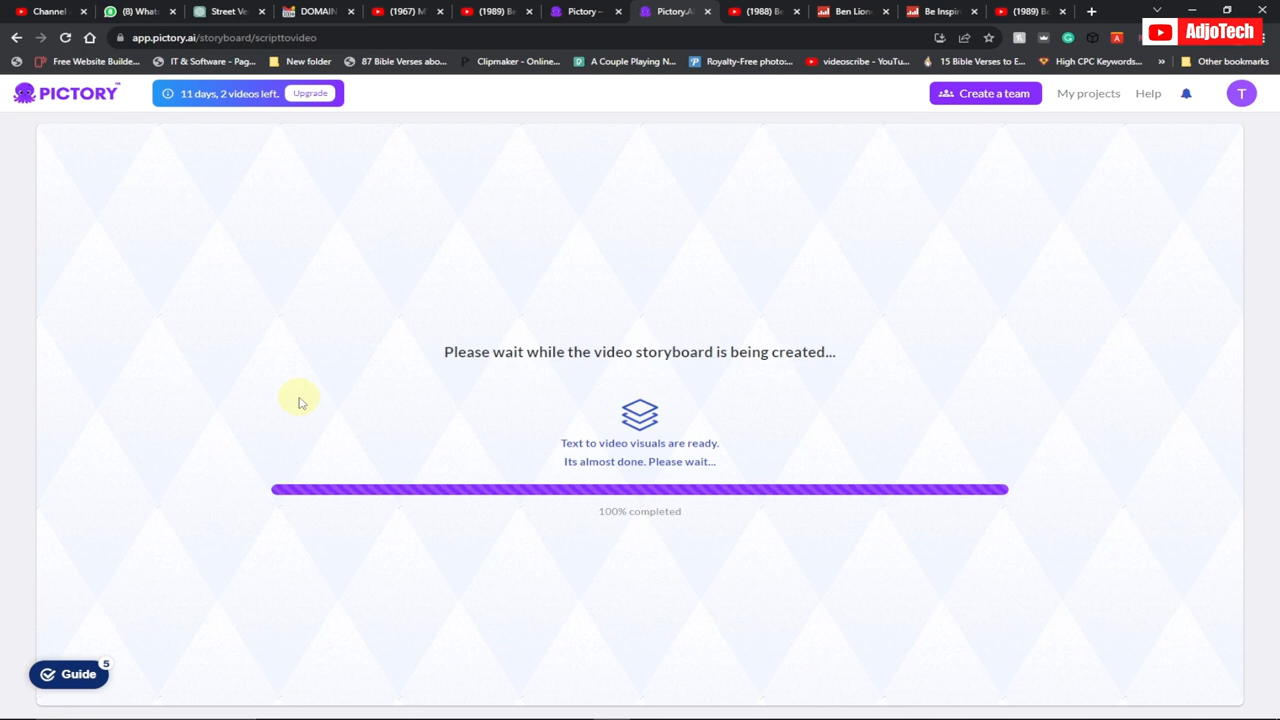 Channel
(8) Whats
Street Ve
DOMAIN
(1967) M
(1989) Be
Pictory –
Pictory.AI
(1988) Be
Ben Lion
Be Inspir
(1989) B
app.pictory.ai/storyboard/scripttovideo
AdjoTech
Free Website Builde...
IT & Software - Pag...
New folder
87 Bible Verses abo...
Clipmaker - Online...
A Couple Playing N...
Royalty-Free photo:...
videoscribe - YouTu...
15 Bible Verses to E...
High CPC Keywords...
»
Other bookmarks
PICTORY
11 days, 2 videos left.
Upgrade
Create a team
My projects
Help
T
Please wait while the video storyboard is being created...
Text to video visuals are ready.
Its almost done. Please wait...
100% completed
Guide
5